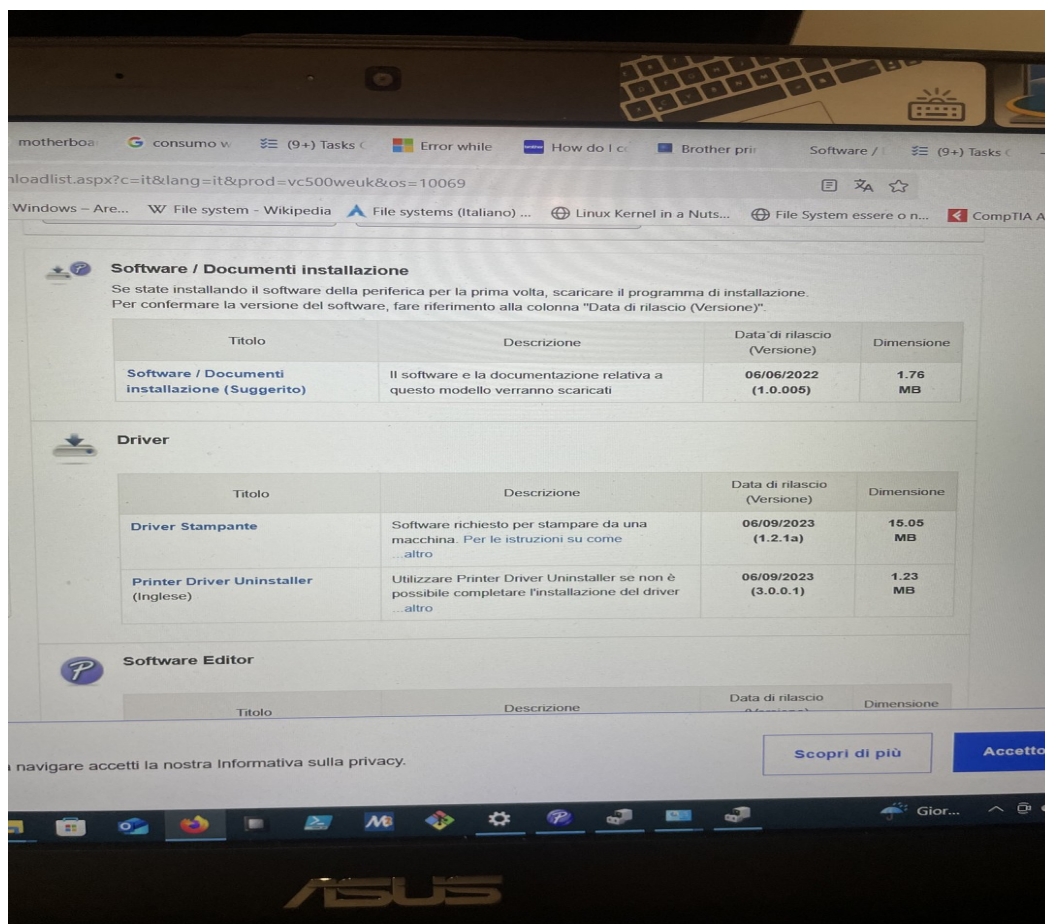 motherboa
consumo w
(9+) Tasks
Error while
How do I c
Brother prin
Software /
(9+) Tasks
loadlist.aspx?c=it&lang=it&prod=vc500weuk&os=10069
Windows – Are...
W File system - Wikipedia
File systems (Italiano) ...
Linux Kernel in a Nuts...
File System essere o n...
CompTIA A
Software / Documenti installazione
Se state installando il software della periferica per la prima volta, scaricare il programma di installazione.
Per confermare la versione del software, fare riferimento alla colonna "Data di rilascio (Versione)".
Titolo
Descrizione
Data di rilascio
(Versione)
Dimensione
Software / Documenti
installazione (Suggerito)
Il software e la documentazione relativa a
questo modello verranno scaricati
06/06/2022
(1.0.005)
1.76
MB
Driver
Titolo
Descrizione
Data di rilascio
(Versione)
Dimensione
Driver Stampante
Software richiesto per stampare da una
macchina. Per le istruzioni su come
...altro
06/09/2023
(1.2.1a)
15.05
MB
Printer Driver Uninstaller
(Inglese)
Utilizzare Printer Driver Uninstaller se non è
possibile completare l'installazione del driver
...altro
06/09/2023
(3.0.0.1)
1.23
MB
Software Editor
Titolo
Descrizione
Data di rilascio
Dimensione
navigare accetti la nostra Informativa sulla privacy.
Scopri di più
Accetto
Gior...
ASUS